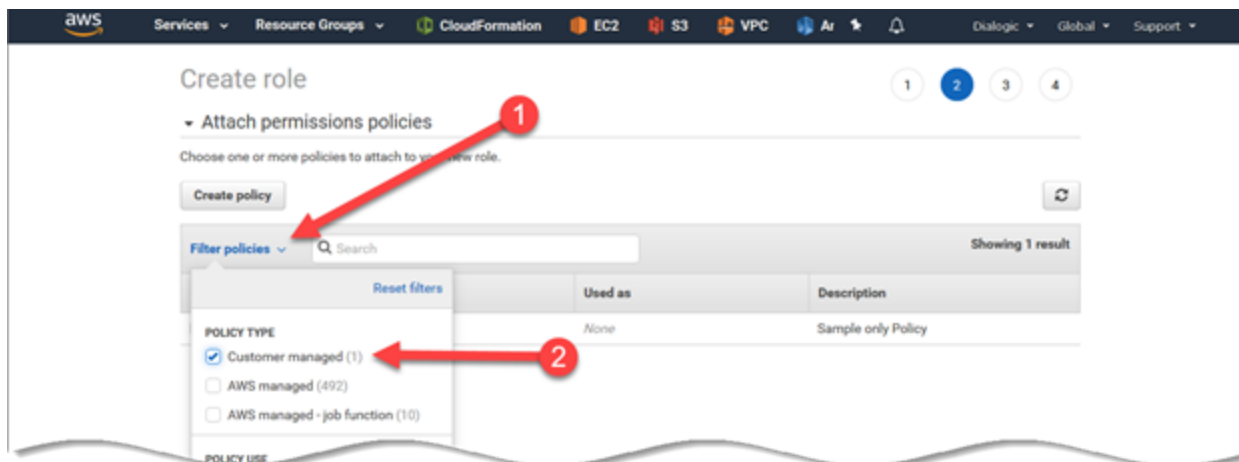 aws Services Resource Groups CloudFormation EC2 S3 VPC Ar Dialogic Global Support
Create role 1 2 3 4
1
Attach permissions policies
Choose one or more policies to attach to your new role.
Create policy
Filter policies Search Showing 1 result
Reset filters Used as Description
POLICY TYPE None Sample only Policy
Customer managed (1) 2
AWS managed (492)
AWS managed - job function (10)
POLICY USE